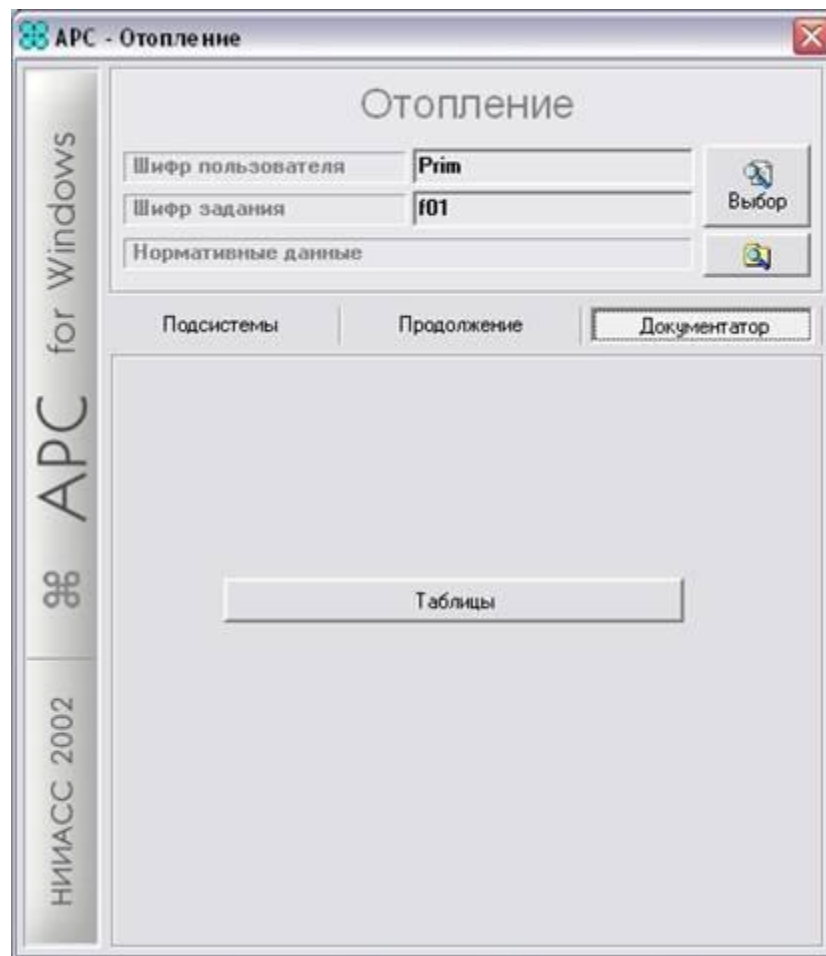 АРС - Отопление
Отопление
Шифр пользователя Prim
Шифр задания f01
Выбор
Нормативные данные
Подсистемы Продолжение Документатор
Таблицы
АРС for Windows
НИИАСС 2002